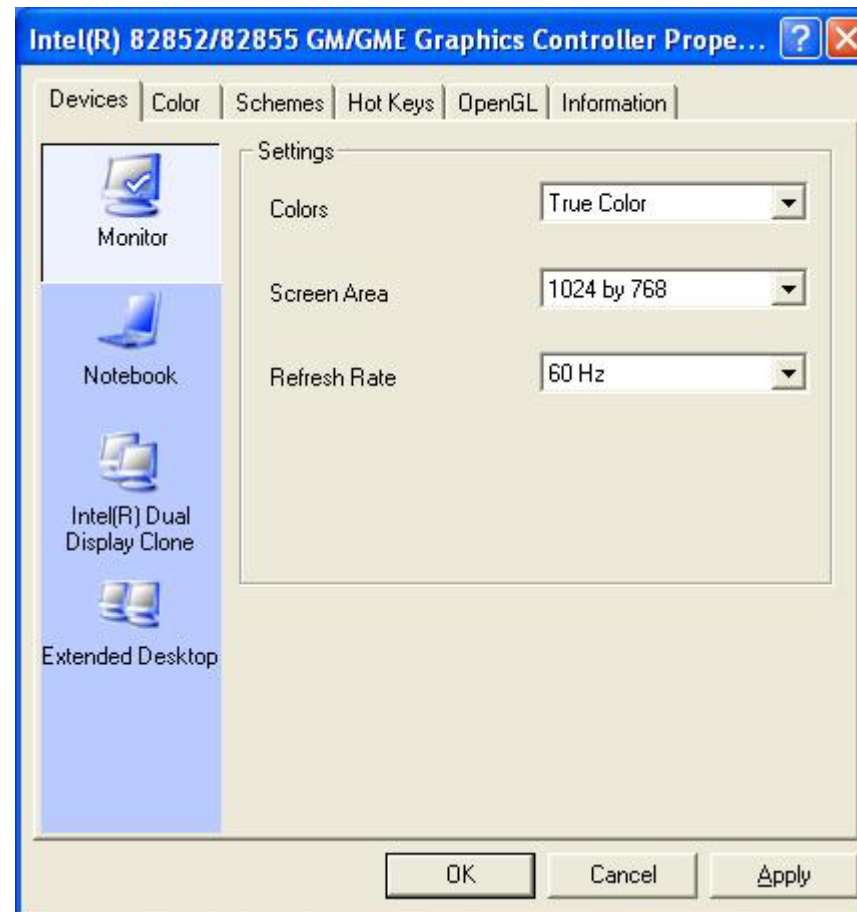 Intel(R) 82852/82855 GM/GME Graphics Controller Prope...
Devices Color Schemes Hot Keys OpenGL Information
Monitor
Notebook
Intel(R) Dual
Display Clone
Extended Desktop
Settings
Colors True Color
Screen Area 1024 by 768
Refresh Rate 60 Hz
OK Cancel Apply